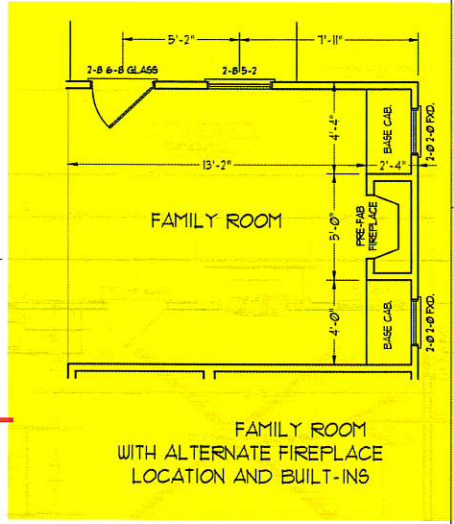 5'-2"
7'-11"
2-8 6-8 GLASS
2-8 5-2
4'-4"
BASE CAB.
2-0 2-0 FXD.
13'-2"
2'-4"
FAMILY ROOM
5'-0"
PRE-FAB
FIREPLACE
4'-0"
BASE CAB.
2-0 2-0 FXD.
FAMILY ROOM
WITH ALTERNATE FIREPLACE
LOCATION AND BUILT-INS